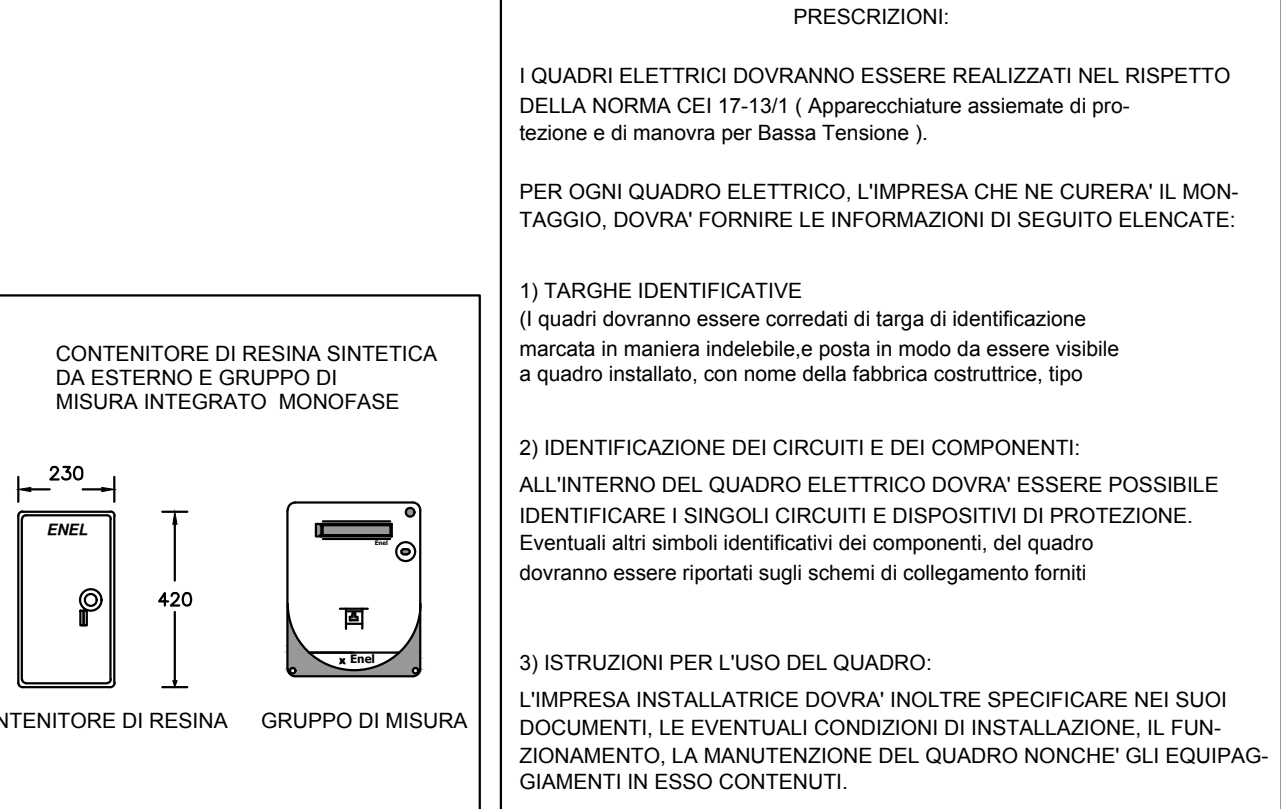 PRESCRIZIONI:
I QUADRI ELETTRICI DOVRANNO ESSERE REALIZZATI NEL RISPETTO
DELLA NORMA CEI 17-13/1 ( Apparecchiature assiemate di pro-
tezione e di manovra per Bassa Tensione ).
PER OGNI QUADRO ELETTRICO, L'IMPRESA CHE NE CURERA' IL MON-
TAGGIO, DOVRA' FORNIRE LE INFORMAZIONI DI SEGUITO ELENCATE:
1) TARGHE IDENTIFICATIVE
(I quadri dovranno essere corredati di targa di identificazione
marcata in maniera indelebile,e posta in modo da essere visibile
a quadro installato, con nome della fabbrica costruttrice, tipo
2) IDENTIFICAZIONE DEI CIRCUITI E DEI COMPONENTI:
ALL'INTERNO DEL QUADRO ELETTRICO DOVRA' ESSERE POSSIBILE
IDENTIFICARE I SINGOLI CIRCUITI E DISPOSITIVI DI PROTEZIONE.
Eventuali altri simboli identificativi dei componenti, del quadro
dovranno essere riportati sugli schemi di collegamento forniti
3) ISTRUZIONI PER L'USO DEL QUADRO:
L'IMPRESA INSTALLATRICE DOVRA' INOLTRE SPECIFICARE NEI SUOI
DOCUMENTI, LE EVENTUALI CONDIZIONI DI INSTALLAZIONE, IL FUN-
ZIONAMENTO, LA MANUTENZIONE DEL QUADRO NONCHE' GLI EQUIPAG-
GIAMENTI IN ESSO CONTENUTI.
CONTENITORE DI RESINA SINTETICA
DA ESTERNO E GRUPPO DI
MISURA INTEGRATO MONOFASE
230
ENEL
420
Enel
x Enel
NTENITORE DI RESINA
GRUPPO DI MISURA